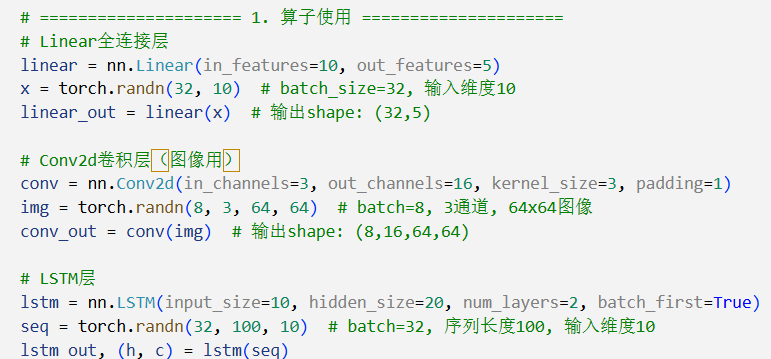 # ==================== 1. 算子使用 ====================
# Linear全连接层
linear = nn.Linear(in_features=10, out_features=5)
x = torch.randn(32, 10)  # batch_size=32, 输入维度10
linear_out = linear(x)  # 输出shape: (32,5)
# Conv2d卷积层（图像用）
conv = nn.Conv2d(in_channels=3, out_channels=16, kernel_size=3, padding=1)
img = torch.randn(8, 3, 64, 64)  # batch=8, 3通道, 64x64图像
conv_out = conv(img)  # 输出shape: (8,16,64,64)
# LSTM层
lstm = nn.LSTM(input_size=10, hidden_size=20, num_layers=2, batch_first=True)
seq = torch.randn(32, 100, 10)  # batch=32, 序列长度100, 输入维度10
lstm_out, (h, c) = lstm(seq)